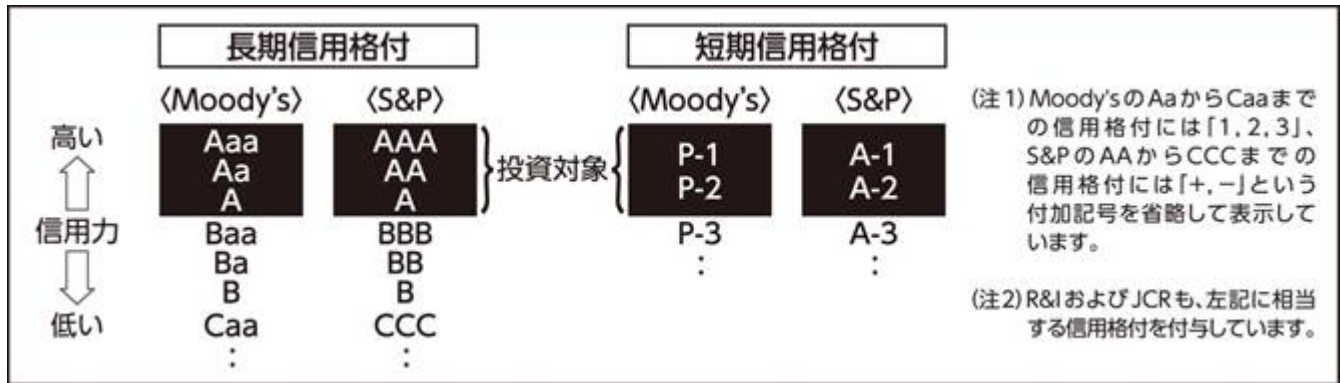 長期信用格付
短期信用格付
〈Moody's〉 〈S&P〉
〈Moody's〉 〈S&P〉
高い
信用力
低い
Aaa AAA
Aa AA
A A
Baa BBB
Ba BB
B B
Caa CCC
⋮ ⋮
投資対象
P-1 A-1
P-2 A-2
P-3 A-3
⋮ ⋮
(注1)Moody'sのAaからCaaまで
の信用格付には「1，2，3」、
S&PのAAからCCCまでの
信用格付には「+，−」という
付加記号を省略して表示して
います。
(注2)R&IおよびJCRも、左記に相当
する信用格付を付与しています。